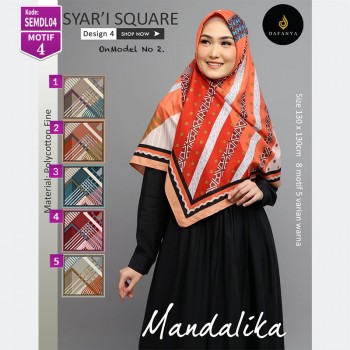 Kode:
SEMDL04
MOTIF
4
SYAR'I SQUARE
Design 4
SHOP NOW
OnModel No 2.
DAFANYA
1
2
3
4
5
Material: Polycotton Fine
Size 130 x 130cm 8 motif 5 varian warna
Mandalika